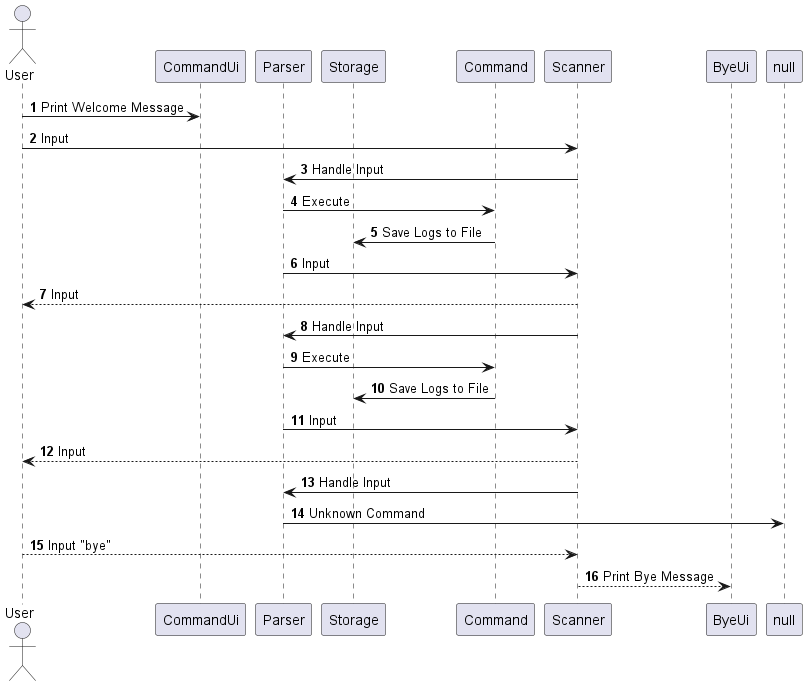 User
CommandUi Parser Storage Command Scanner ByeUi null
1 Print Welcome Message
2 Input
3 Handle Input
4 Execute
5 Save Logs to File
6 Input
7 Input
8 Handle Input
9 Execute
10 Save Logs to File
11 Input
12 Input
13 Handle Input
14 Unknown Command
15 Input "bye"
16 Print Bye Message
User
CommandUi Parser Storage Command Scanner ByeUi null